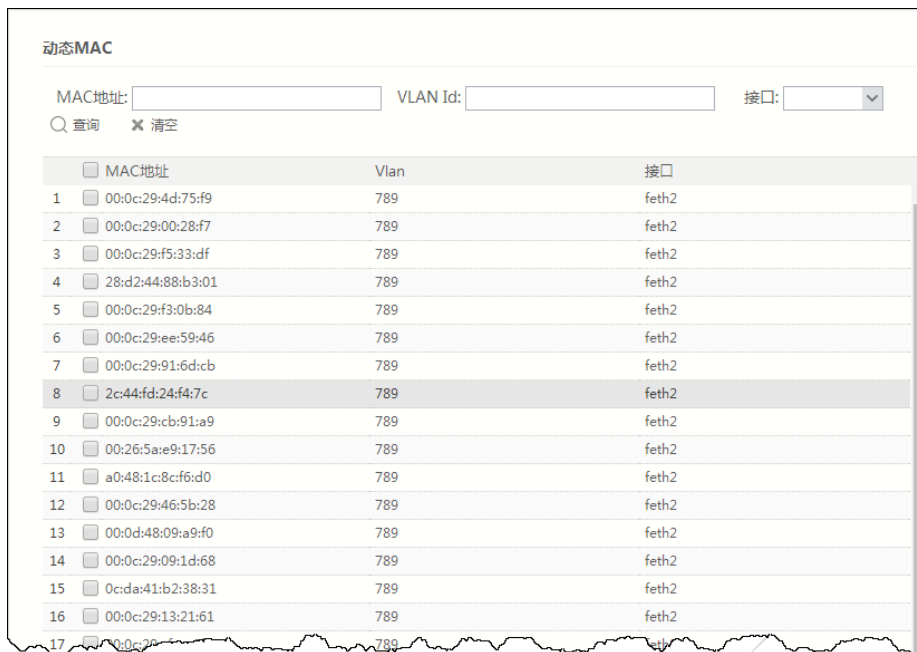 动态MAC
MAC地址: VLAN Id: 接口:
查询 清空
MAC地址 Vlan 接口
1 00:0c:29:4d:75:f9 789 feth2
2 00:0c:29:00:28:f7 789 feth2
3 00:0c:29:f5:33:df 789 feth2
4 28:d2:44:88:b3:01 789 feth2
5 00:0c:29:f3:0b:84 789 feth2
6 00:0c:29:ee:59:46 789 feth2
7 00:0c:29:91:6d:cb 789 feth2
8 2c:44:fd:24:f4:7c 789 feth2
9 00:0c:29:cb:91:a9 789 feth2
10 00:26:5a:e9:17:56 789 feth2
11 a0:48:1c:8c:f6:d0 789 feth2
12 00:0c:29:46:5b:28 789 feth2
13 00:0d:48:09:a9:f0 789 feth2
14 00:0c:29:09:1d:68 789 feth2
15 0c:da:41:b2:38:31 789 feth2
16 00:0c:29:13:21:61 789 feth2
17 789